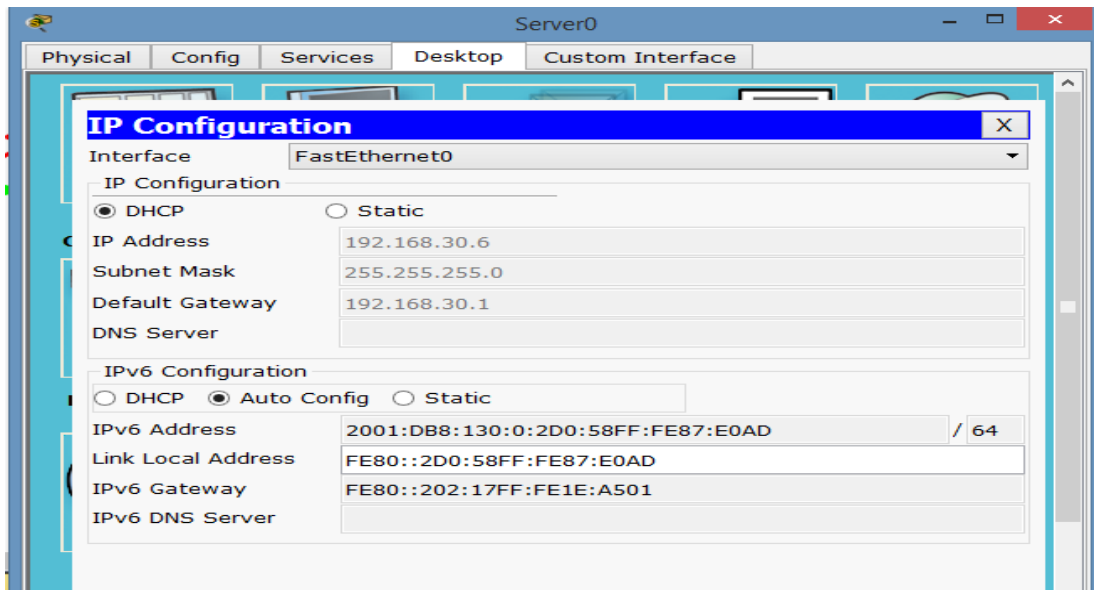 Server0
Physical Config Services Desktop Custom Interface
IP Configuration X
Interface FastEthernet0
IP Configuration
DHCP Static
IP Address 192.168.30.6
Subnet Mask 255.255.255.0
Default Gateway 192.168.30.1
DNS Server
IPv6 Configuration
DHCP Auto Config Static
IPv6 Address 2001:DB8:130:0:2D0:58FF:FE87:E0AD / 64
Link Local Address FE80::2D0:58FF:FE87:E0AD
IPv6 Gateway FE80::202:17FF:FE1E:A501
IPv6 DNS Server